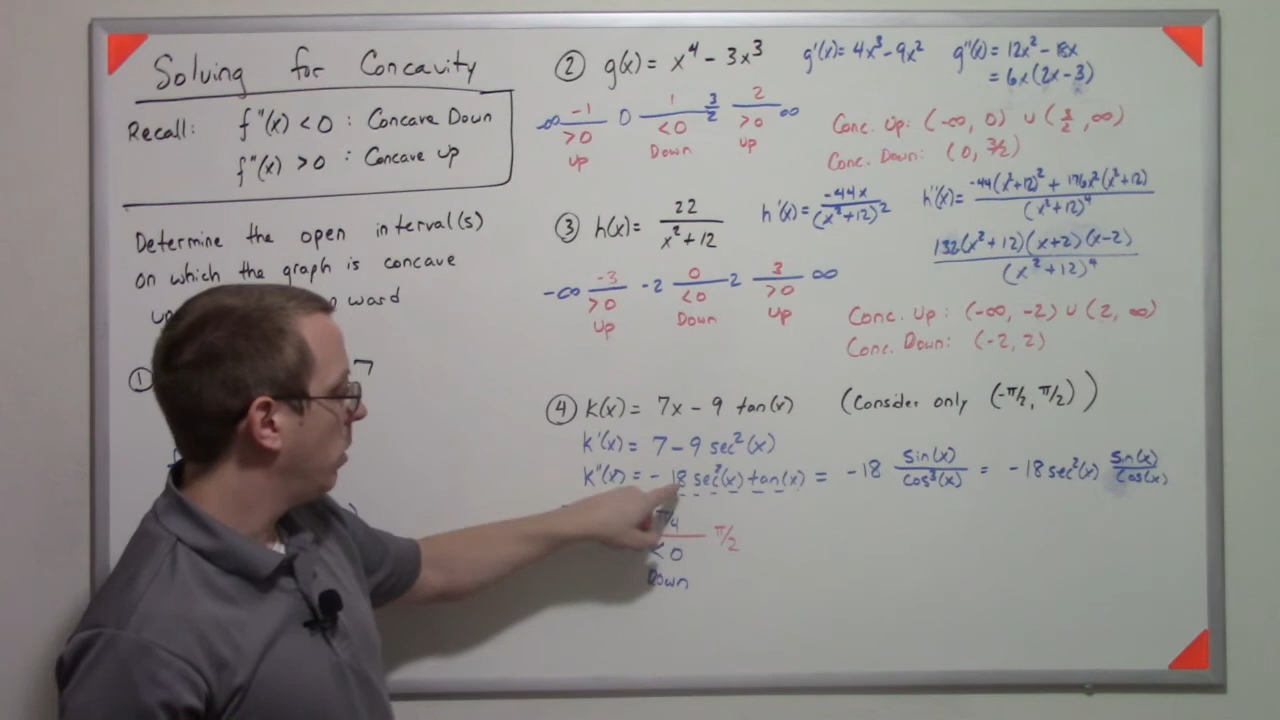 Solving for Concavity
Recall: f''(x) < 0 : Concave Down
f''(x) > 0 : Concave up
Determine the open interval(s)
on which the graph is concave
up ward
①
7
② g(x) = x⁴ - 3x³ g'(x) = 4x³ - 9x² g''(x) = 12x² - 18x
= 6x(2x - 3)
-1 1 2
-∞ 0 3/2 ∞
>0 <0 >0
Up Down Up
Conc. Up: (-∞, 0) ∪ (3/2, ∞)
Conc. Down: (0, 3/2)
③ h(x) = 22/(x² + 12) h'(x) = -44x/(x² + 12)² h''(x) = (-44(x² + 12)² + 176x²(x² + 12))/(x² + 12)⁴
132(x² + 12)(x + 2)(x - 2)/(x² + 12)⁴
-3 0 3
-∞ -2 2 ∞
>0 <0 >0
Up Down Up
Conc. Up: (-∞, -2) ∪ (2, ∞)
Conc. Down: (-2, 2)
④ K(x) = 7x - 9 tan(x) (Consider only (-π/2, π/2))
K'(x) = 7 - 9 sec²(x)
K''(x) = -18 sec²(x) tan(x) = -18 sin(x)/cos³(x) = -18 sec²(x) sin(x)/cos(x)
π/4
π/2
< 0
Down